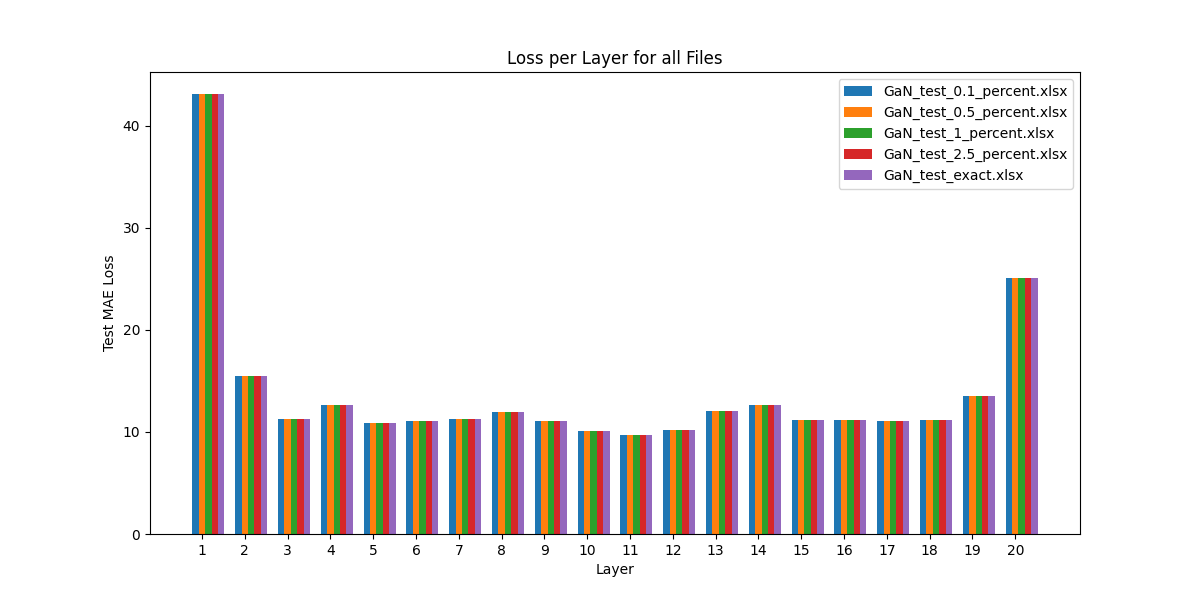 Loss per Layer for all Files
GaN_test_0.1_percent.xlsx
GaN_test_0.5_percent.xlsx
GaN_test_1_percent.xlsx
GaN_test_2.5_percent.xlsx
GaN_test_exact.xlsx
Test MAE Loss
40
30
20
10
0
1 2 3 4 5 6 7 8 9 10 11 12 13 14 15 16 17 18 19 20
Layer